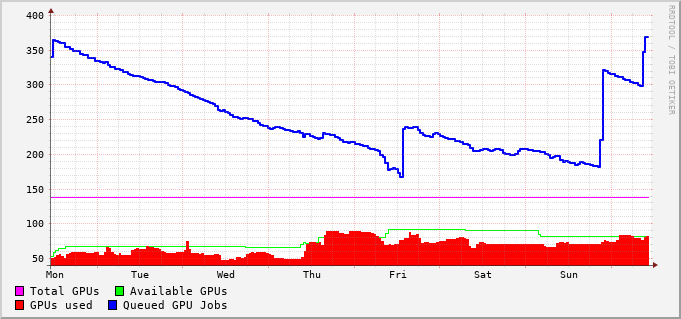 400
350
300
250
200
150
100
50
Mon Tue Wed Thu Fri Sat Sun
Total GPUs Available GPUs
GPUs used Queued GPU Jobs
RRDTOOL / TOBI OETIKER